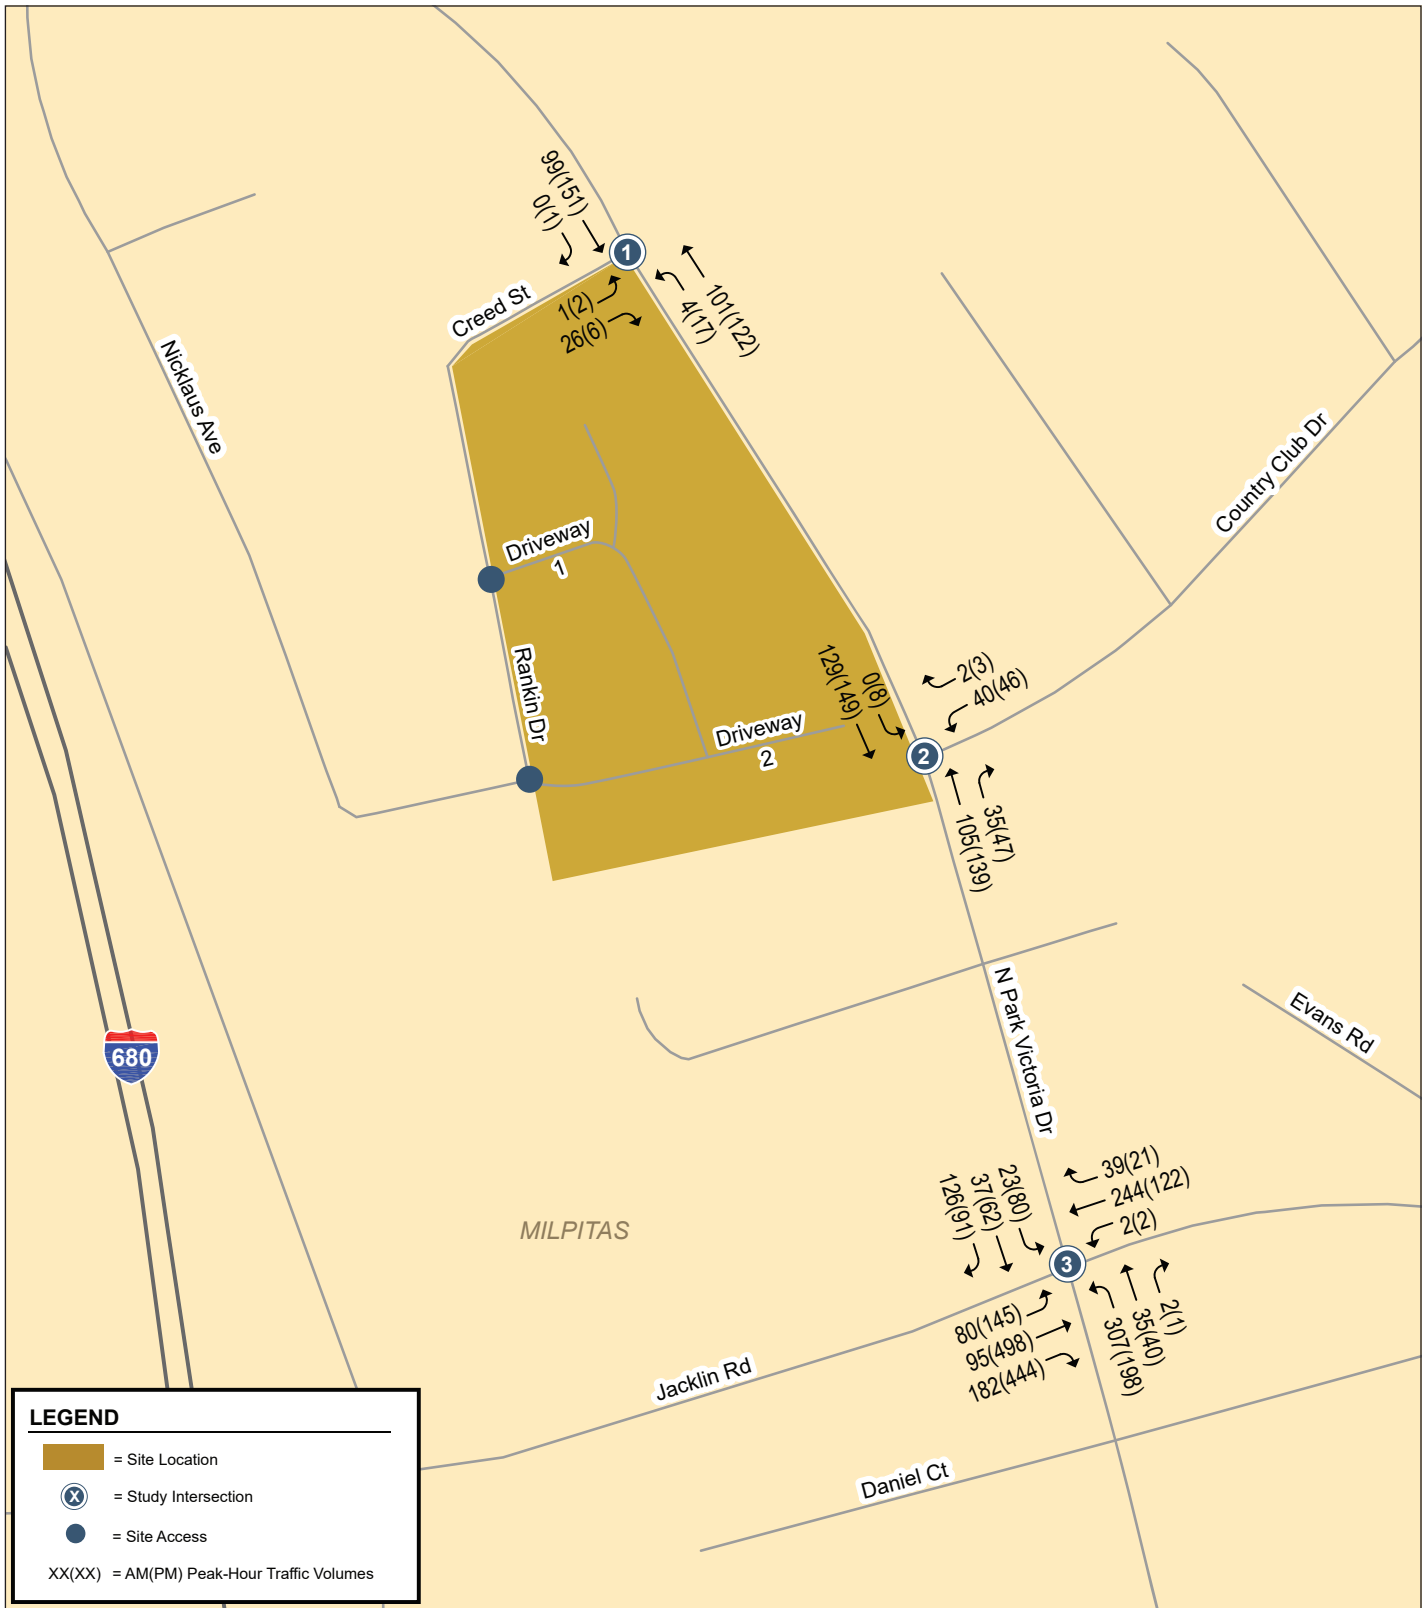 99(151)
0(1)
1
101(122)
4(17)
1(2)
26(6)
Creed St
Nicklaus Ave
Country Club Dr
Driveway
1
Rankin Dr
Driveway
2
129(149)
0(8)
2(3)
40(46)
2
35(47)
105(139)
N Park Victoria Dr
Evans Rd
680
MILPITAS
126(91)
37(62)
23(80)
39(21)
244(122)
2(2)
3
80(145)
95(498)
182(444)
307(198)
35(40)
2(1)
Jacklin Rd
Daniel Ct
LEGEND
= Site Location
X = Study Intersection
= Site Access
XX(XX) = AM(PM) Peak-Hour Traffic Volumes